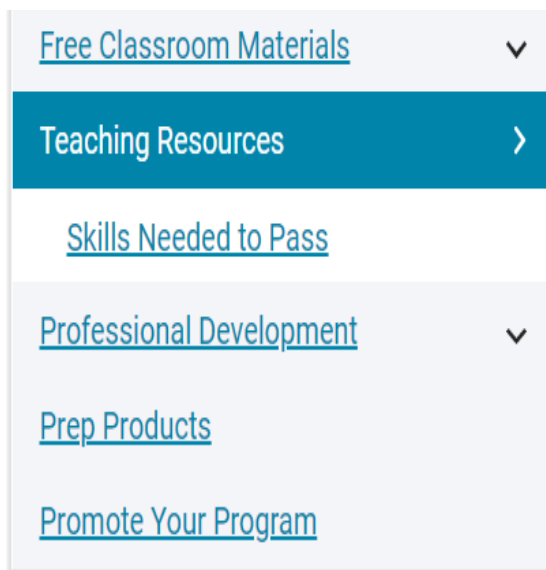 Free Classroom Materials
Teaching Resources
Skills Needed to Pass
Professional Development
Prep Products
Promote Your Program